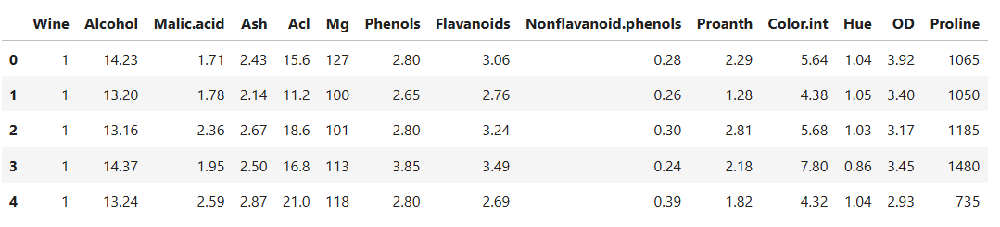 Wine Alcohol Malic.acid Ash Acl Mg Phenols Flavanoids Nonflavanoid.phenols Proanth Color.int Hue OD Proline
0 1 14.23 1.71 2.43 15.6 127 2.80 3.06 0.28 2.29 5.64 1.04 3.92 1065
1 1 13.20 1.78 2.14 11.2 100 2.65 2.76 0.26 1.28 4.38 1.05 3.40 1050
2 1 13.16 2.36 2.67 18.6 101 2.80 3.24 0.30 2.81 5.68 1.03 3.17 1185
3 1 14.37 1.95 2.50 16.8 113 3.85 3.49 0.24 2.18 7.80 0.86 3.45 1480
4 1 13.24 2.59 2.87 21.0 118 2.80 2.69 0.39 1.82 4.32 1.04 2.93 735